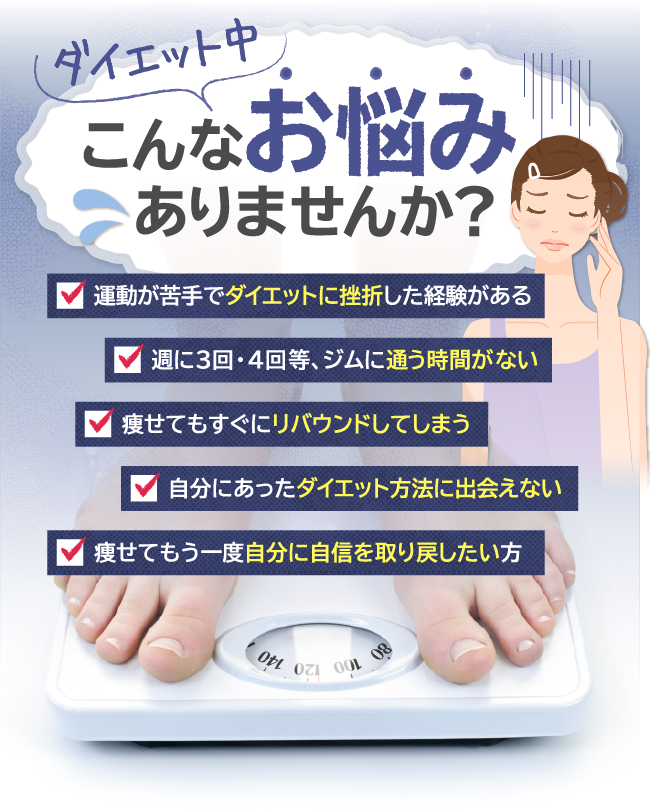 ダイエット中
こんなお悩み
ありませんか?
運動が苦手でダイエットに挫折した経験がある
週に3回・4回等、ジムに通う時間がない
痩せてもすぐにリバウンドしてしまう
自分にあったダイエット方法に出会えない
痩せてもう一度自分に自信を取り戻したい方
140 120 100 80